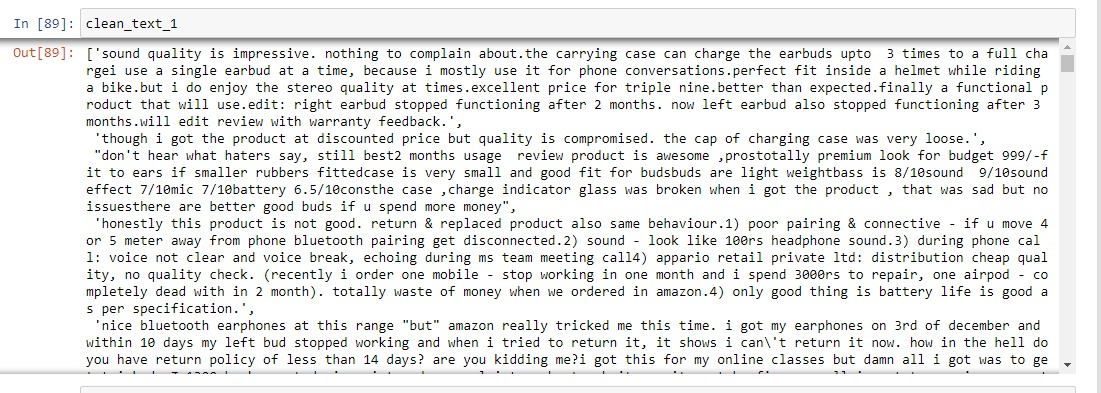 In [89]: clean_text_1
Out[89]: ['sound quality is impressive. nothing to complain about.the carrying case can charge the earbuds upto  3 times to a full cha
rgei use a single earbud at a time, because i mostly use it for phone conversations.perfect fit inside a helmet while riding
a bike.but i do enjoy the stereo quality at times.excellent price for triple nine.better than expected.finally a functional p
roduct that will use.edit: right earbud stopped functioning after 2 months. now left earbud also stopped functioning after 3
months.will edit review with warranty feedback.',
'though i got the product at discounted price but quality is compromised. the cap of charging case was very loose.',
"don't hear what haters say, still best2 months usage  review product is awesome ,prostotally premium look for budget 999/-f
it to ears if smaller rubbers fittedcase is very small and good fit for budsbuds are light weightbass is 8/10sound  9/10sound
effect 7/10mic 7/10battery 6.5/10consthe case ,charge indicator glass was broken when i got the product , that was sad but no
issuesthere are better good buds if u spend more money",
'honestly this product is not good. return & replaced product also same behaviour.1) poor pairing & connective - if u move 4
or 5 meter away from phone bluetooth pairing get disconnected.2) sound - look like 100rs headphone sound.3) during phone cal
l: voice not clear and voice break, echoing during ms team meeting call4) appario retail private ltd: distribution cheap qual
ity, no quality check. (recently i order one mobile - stop working in one month and i spend 3000rs to repair, one airpod - co
mpletely dead with in 2 month). totally waste of money when we ordered in amazon.4) only good thing is battery life is good a
s per specification.',
'nice bluetooth earphones at this range "but" amazon really tricked me this time. i got my earphones on 3rd of december and
within 10 days my left bud stopped working and when i tried to return it, it shows i can\'t return it now. how in the hell do
you have return policy of less than 14 days? are you kidding me?i got this for my online classes but damn all i got was to ge